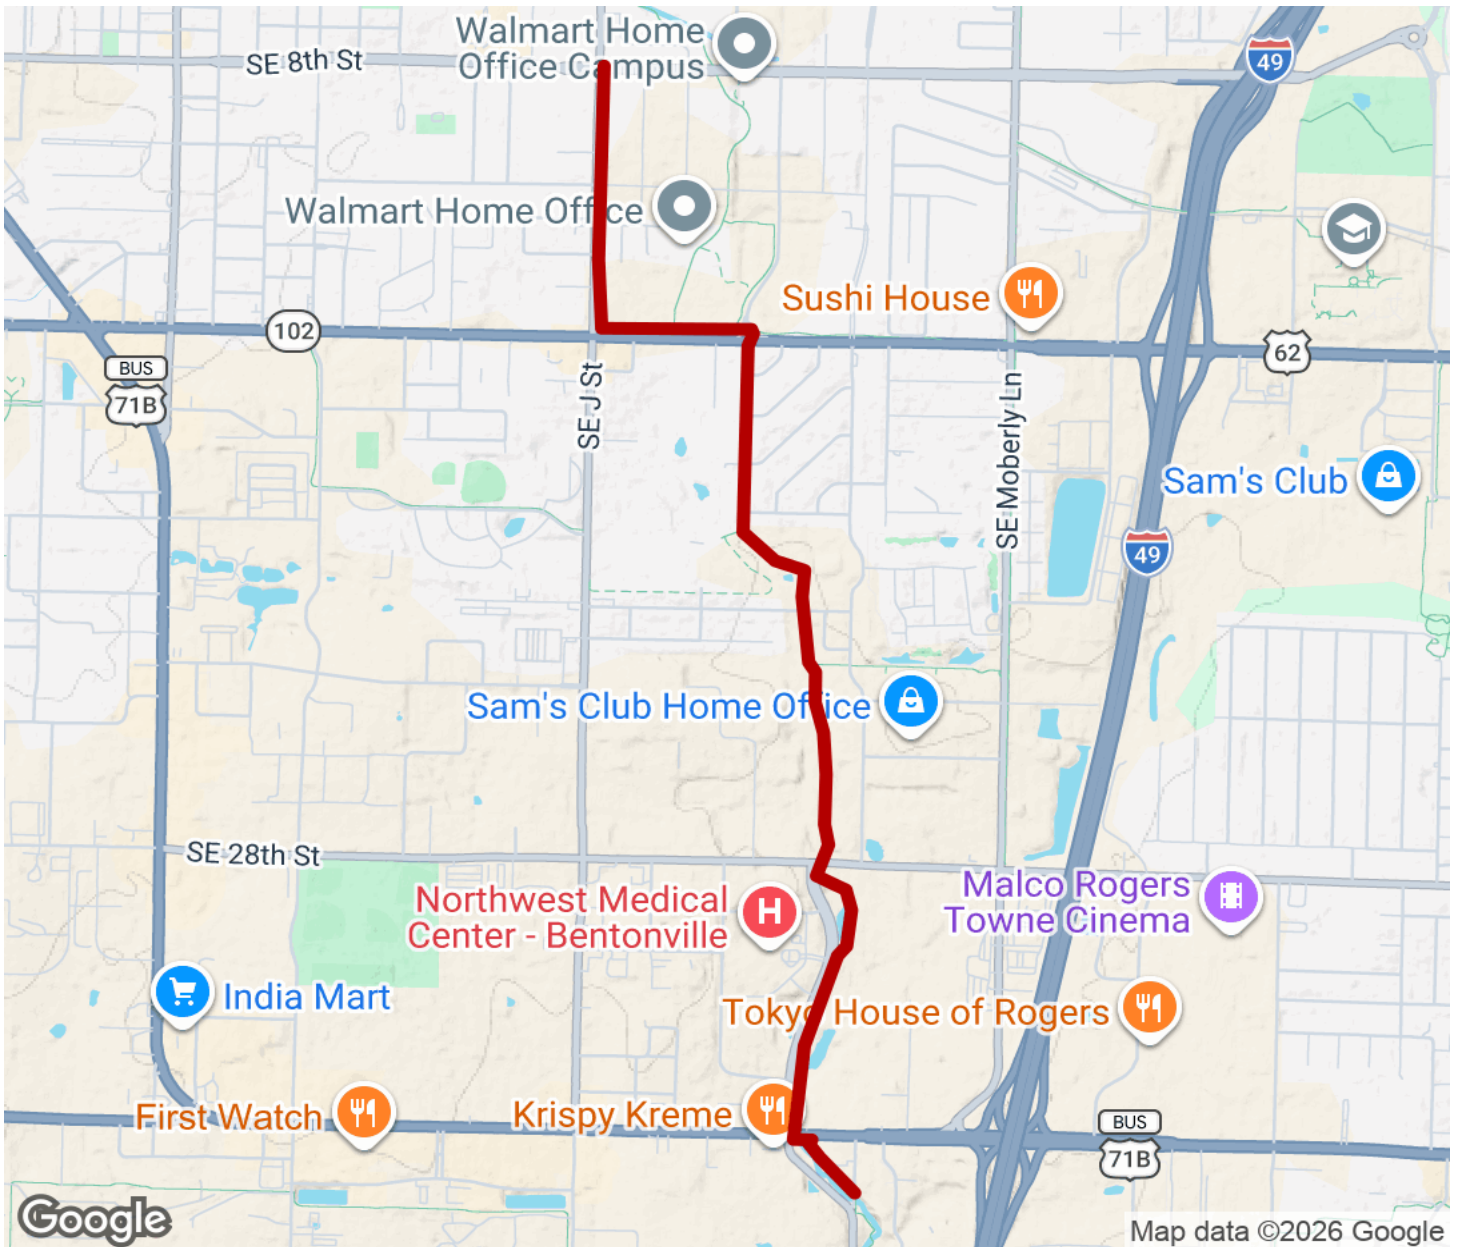 Walmart Home
Office Campus
SE 8th St
49
Walmart Home Office
Sushi House
102
62
BUS
71B
SE J St
SE Moberly Ln
Sam's Club
49
Sam's Club Home Office
SE 28th St
Northwest Medical
Center - Bentonville
H
Malco Rogers
Towne Cinema
India Mart
Tokyo House of Rogers
First Watch
Krispy Kreme
BUS
71B
Google
Map data ©2026 Google